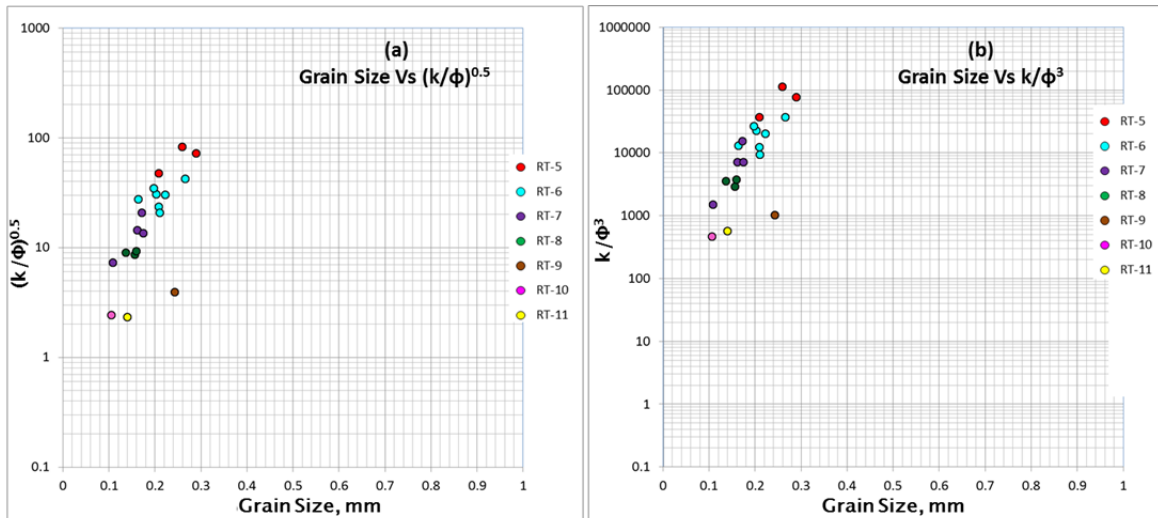 (a)
Grain Size Vs (k/ф)^0.5
1000
100
10
1
0.1
(k/ф)^0.5
0 0.1 0.2 0.3 0.4 0.5 0.6 0.7 0.8 0.9 1
Grain Size, mm
RT-5
RT-6
RT-7
RT-8
RT-9
RT-10
RT-11
(b)
Grain Size Vs k/ф³
1000000
100000
10000
1000
100
10
1
0.1
k/ф³
0 0.1 0.2 0.3 0.4 0.5 0.6 0.7 0.8 0.9 1
Grain Size, mm
RT-5
RT-6
RT-7
RT-8
RT-9
RT-10
RT-11